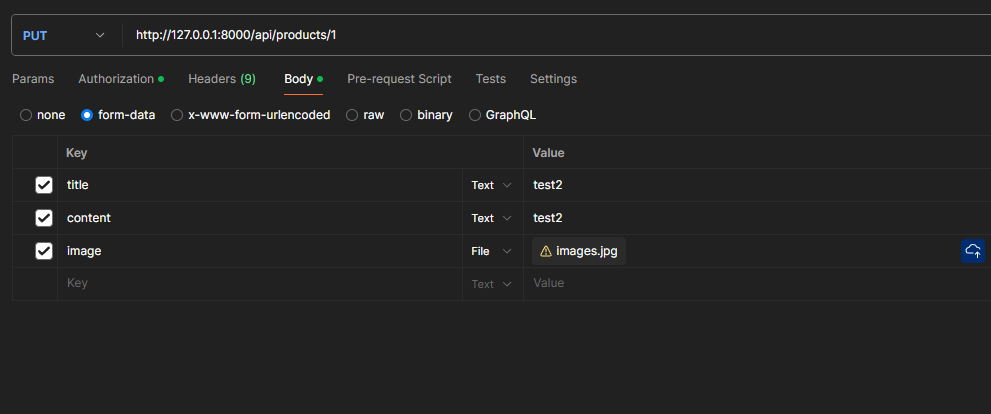 PUT http://127.0.0.1:8000/api/products/1
Params Authorization Headers (9) Body Pre-request Script Tests Settings
none form-data x-www-form-urlencoded raw binary GraphQL
Key Value
title Text test2
content Text test2
image File images.jpg
Key Text Value